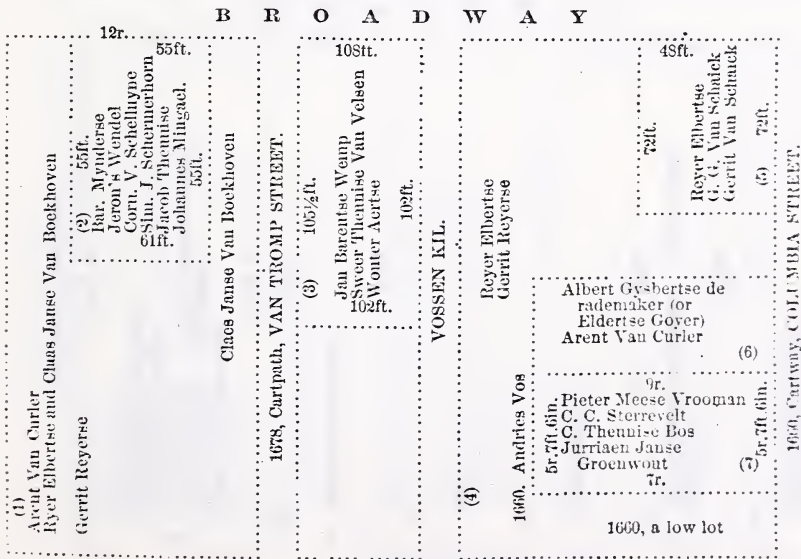 BROADWAY
12r.
55ft.
(1)
Arent Van Curler
Ryer Elbertse and Claas Janse Van Bockhoven
Gerrit Reyerse
(2) 55ft.
Bar. Mynderse
Jeron's Wendel
Corn. V. Schelluyne
Sim. J. Schermerhorn
61ft.
Jacob Theunise
Johannes Mingael.
55ft.
Claes Janse Van Bockhoven
1678, Cartpath, VAN TROMP STREET.
108ft.
(3) 105½ft.
Jan Barentse Wemp
Sweer Theunise Van Velsen
Wouter Aertse
102ft.
102ft.
VOSSEN KIL.
(4)
Reyer Elbertse
Gerrit Reyerse
1660. Andries Vos
48ft.
72ft.
Reyer Elbertse
G. G. Van Schaick
Gerrit Van Schaick
(5) 72ft.
Albert Gysbertse de
rademaker (or
Eldertse Goyer)
Arent Van Curler
(6)
9r.
5r.7ft.6in.
Pieter Meese Vrooman
C. C. Sterrevelt
C. Theunise Bos
Jurriaen Janse
Groenwout
(7)
5r.7ft.6in.
7r.
1660, a low lot
1660, Cartway, COLUMBIA STREET.